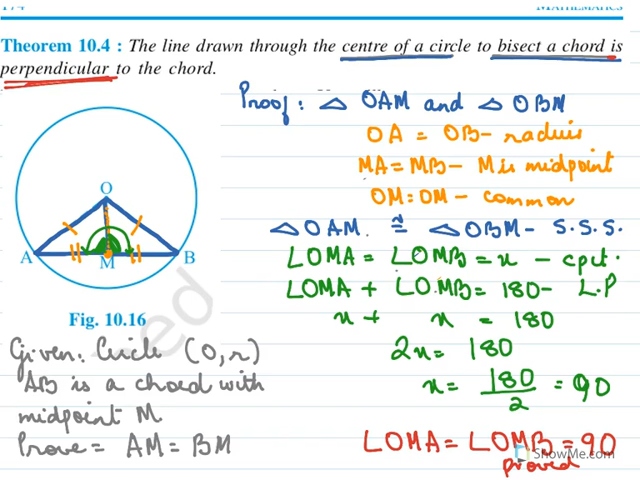 174 MATHEMATICS
Theorem 10.4 : The line drawn through the centre of a circle to bisect a chord is
perpendicular to the chord.
O
A M B
Fig. 10.16
Given: Circle (O, r)
AB is a chord with
midpoint M
Prove = AM = BM
Proof: △ OAM and △ OBM
OA = OB - radius
MA = MB - M is midpoint
OM = OM - common
△OAM ≅ △OBM - S.S.S.
∠OMA = ∠OMB = x - cpct.
∠OMA + ∠OMB = 180 - L.P
x + x = 180
2x = 180
x = 180/2 = 90
∠OMA = ∠OMB = 90
proved
ShowMe.com